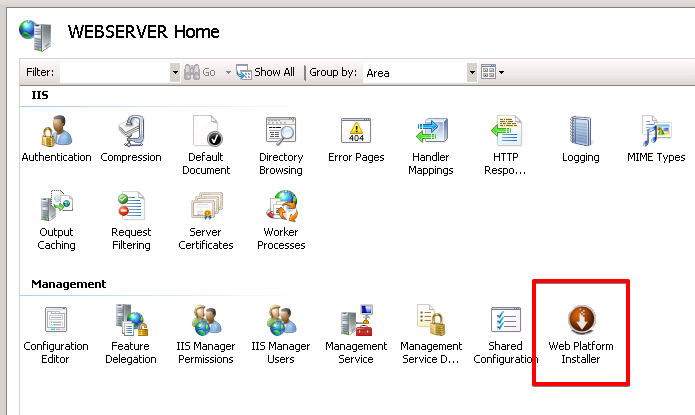 WEBSERVER Home
Filter: Go Show All Group by: Area
IIS
Authentication Compression Default Directory Error Pages Handler HTTP Logging MIME Types
Document Browsing Mappings Respo...
Output Request Server Worker
Caching Filtering Certificates Processes
Management
Configuration Feature IIS Manager IIS Manager Management Management Shared Web Platform
Editor Delegation Permissions Users Service Service D... Configuration Installer
404